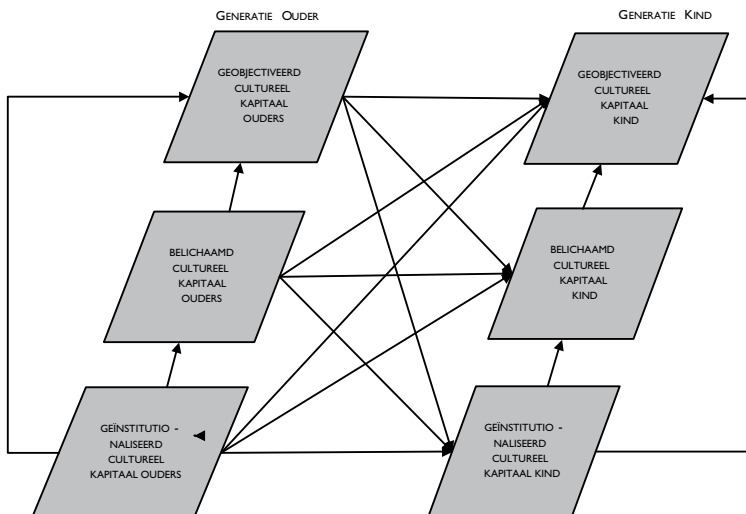 GENERATIE OUDER
GENERATIE KIND
GEOBJECTIVEERD
CULTUREEL
KAPITAAL
OUDERS
GEOBJECTIVEERD
CULTUREEL
KAPITAAL
KIND
BELICHAAMD
CULTUREEL
KAPITAAL
OUDERS
BELICHAAMD
CULTUREEL
KAPITAAL
KIND
GEÏNSTITUTIO -
NALISEERD
CULTUREEL
KAPITAAL OUDERS
GEÏNSTITUTIO -
NALISEERD
CULTUREEL
KAPITAAL KIND